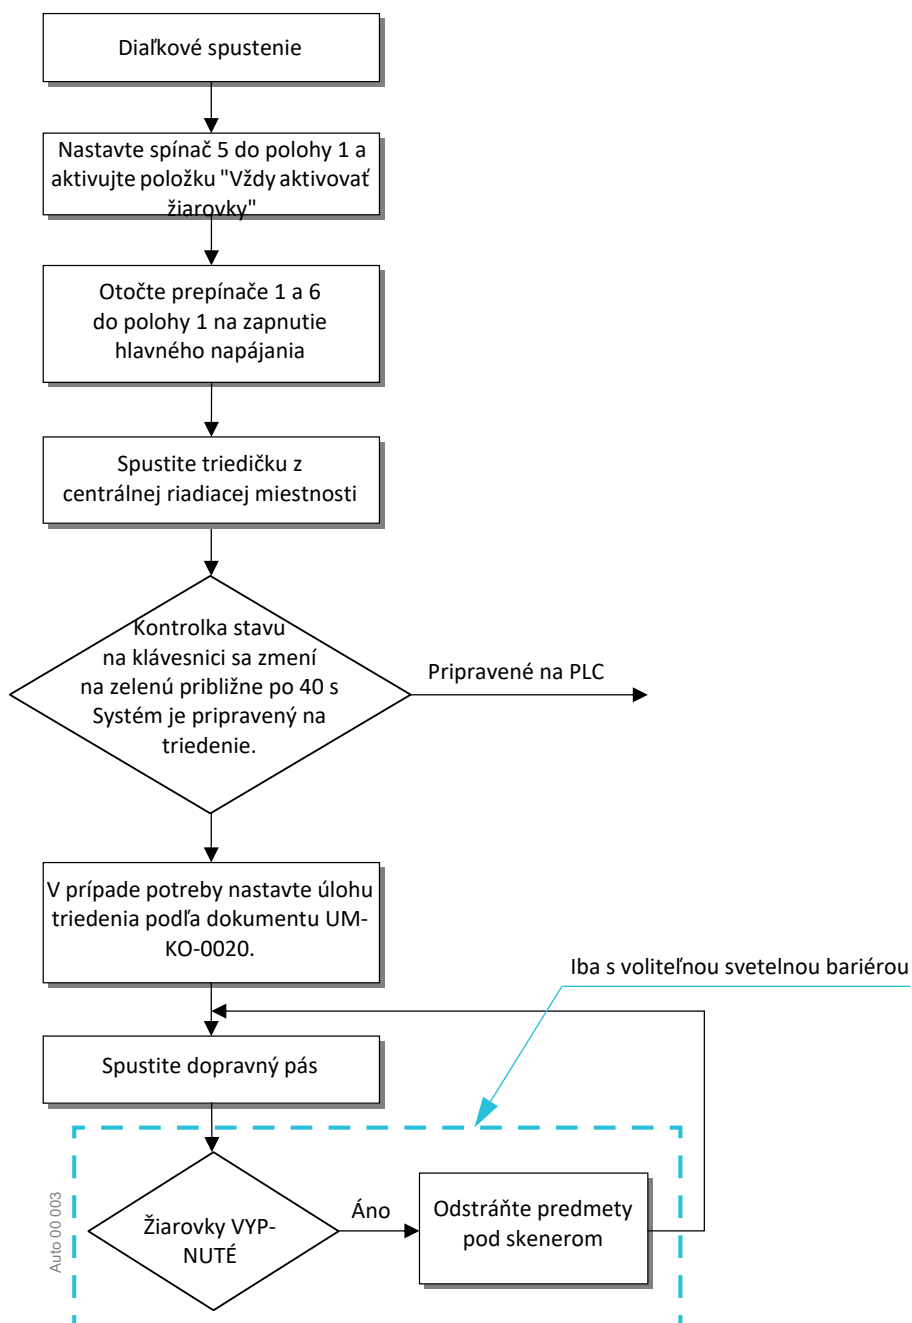 Diaľkové spustenie
Nastavte spínač 5 do polohy 1 a
aktivujte položku "Vždy aktivovať
žiarovky"
Otočte prepínače 1 a 6
do polohy 1 na zapnutie
hlavného napájania
Spustite triedičku z
centrálnej riadiacej miestnosti
Kontrolka stavu
na klávesnici sa zmení
na zelenú približne po 40 s
Systém je pripravený na
triedenie.
Pripravené na PLC
V prípade potreby nastavte úlohu
triedenia podľa dokumentu UM-
KO-0020.
Iba s voliteľnou svetelnou bariérou
Spustite dopravný pás
Žiarovky VYP-
NUTÉ
Áno
Odstráňte predmety
pod skenerom
Auto 00 003